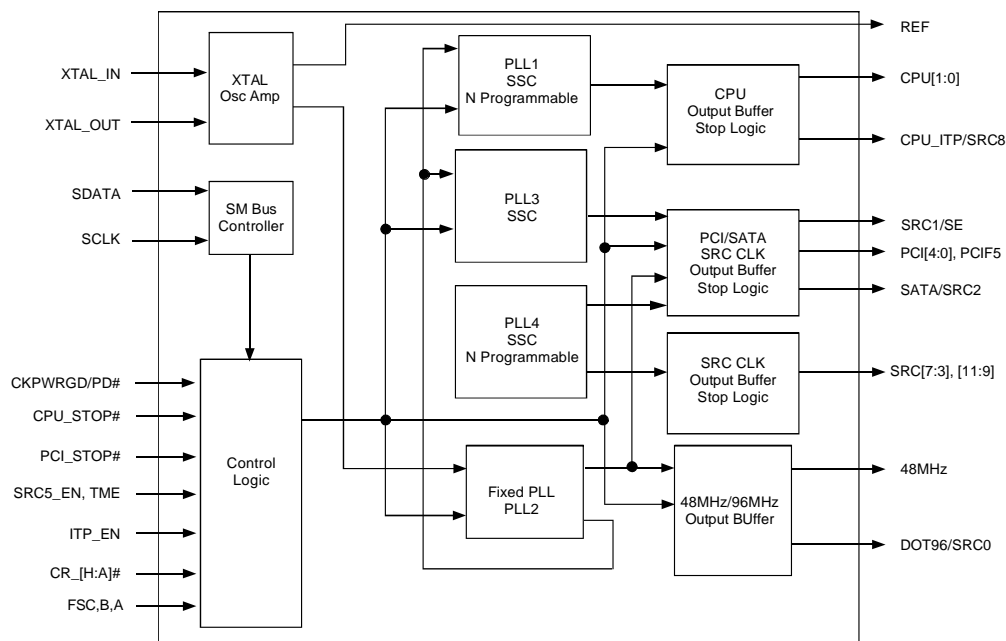 REF
XTAL_IN
XTAL_OUT
XTAL
Osc Amp
PLL1
SSC
N Programmable
CPU
Output Buffer
Stop Logic
CPU[1:0]
CPU_ITP/SRC8
SDATA
SCLK
SM Bus
Controller
PLL3
SSC
PCI/SATA
SRC CLK
Output Buffer
Stop Logic
SRC1/SE
PCI[4:0], PCIF5
SATA/SRC2
PLL4
SSC
N Programmable
SRC CLK
Output Buffer
Stop Logic
SRC[7:3], [11:9]
CKPWRGD/PD#
CPU_STOP#
PCI_STOP#
SRC5_EN, TME
ITP_EN
CR_[H:A]#
FSC,B,A
Control
Logic
Fixed PLL
PLL2
48MHz/96MHz
Output BUffer
48MHz
DOT96/SRC0